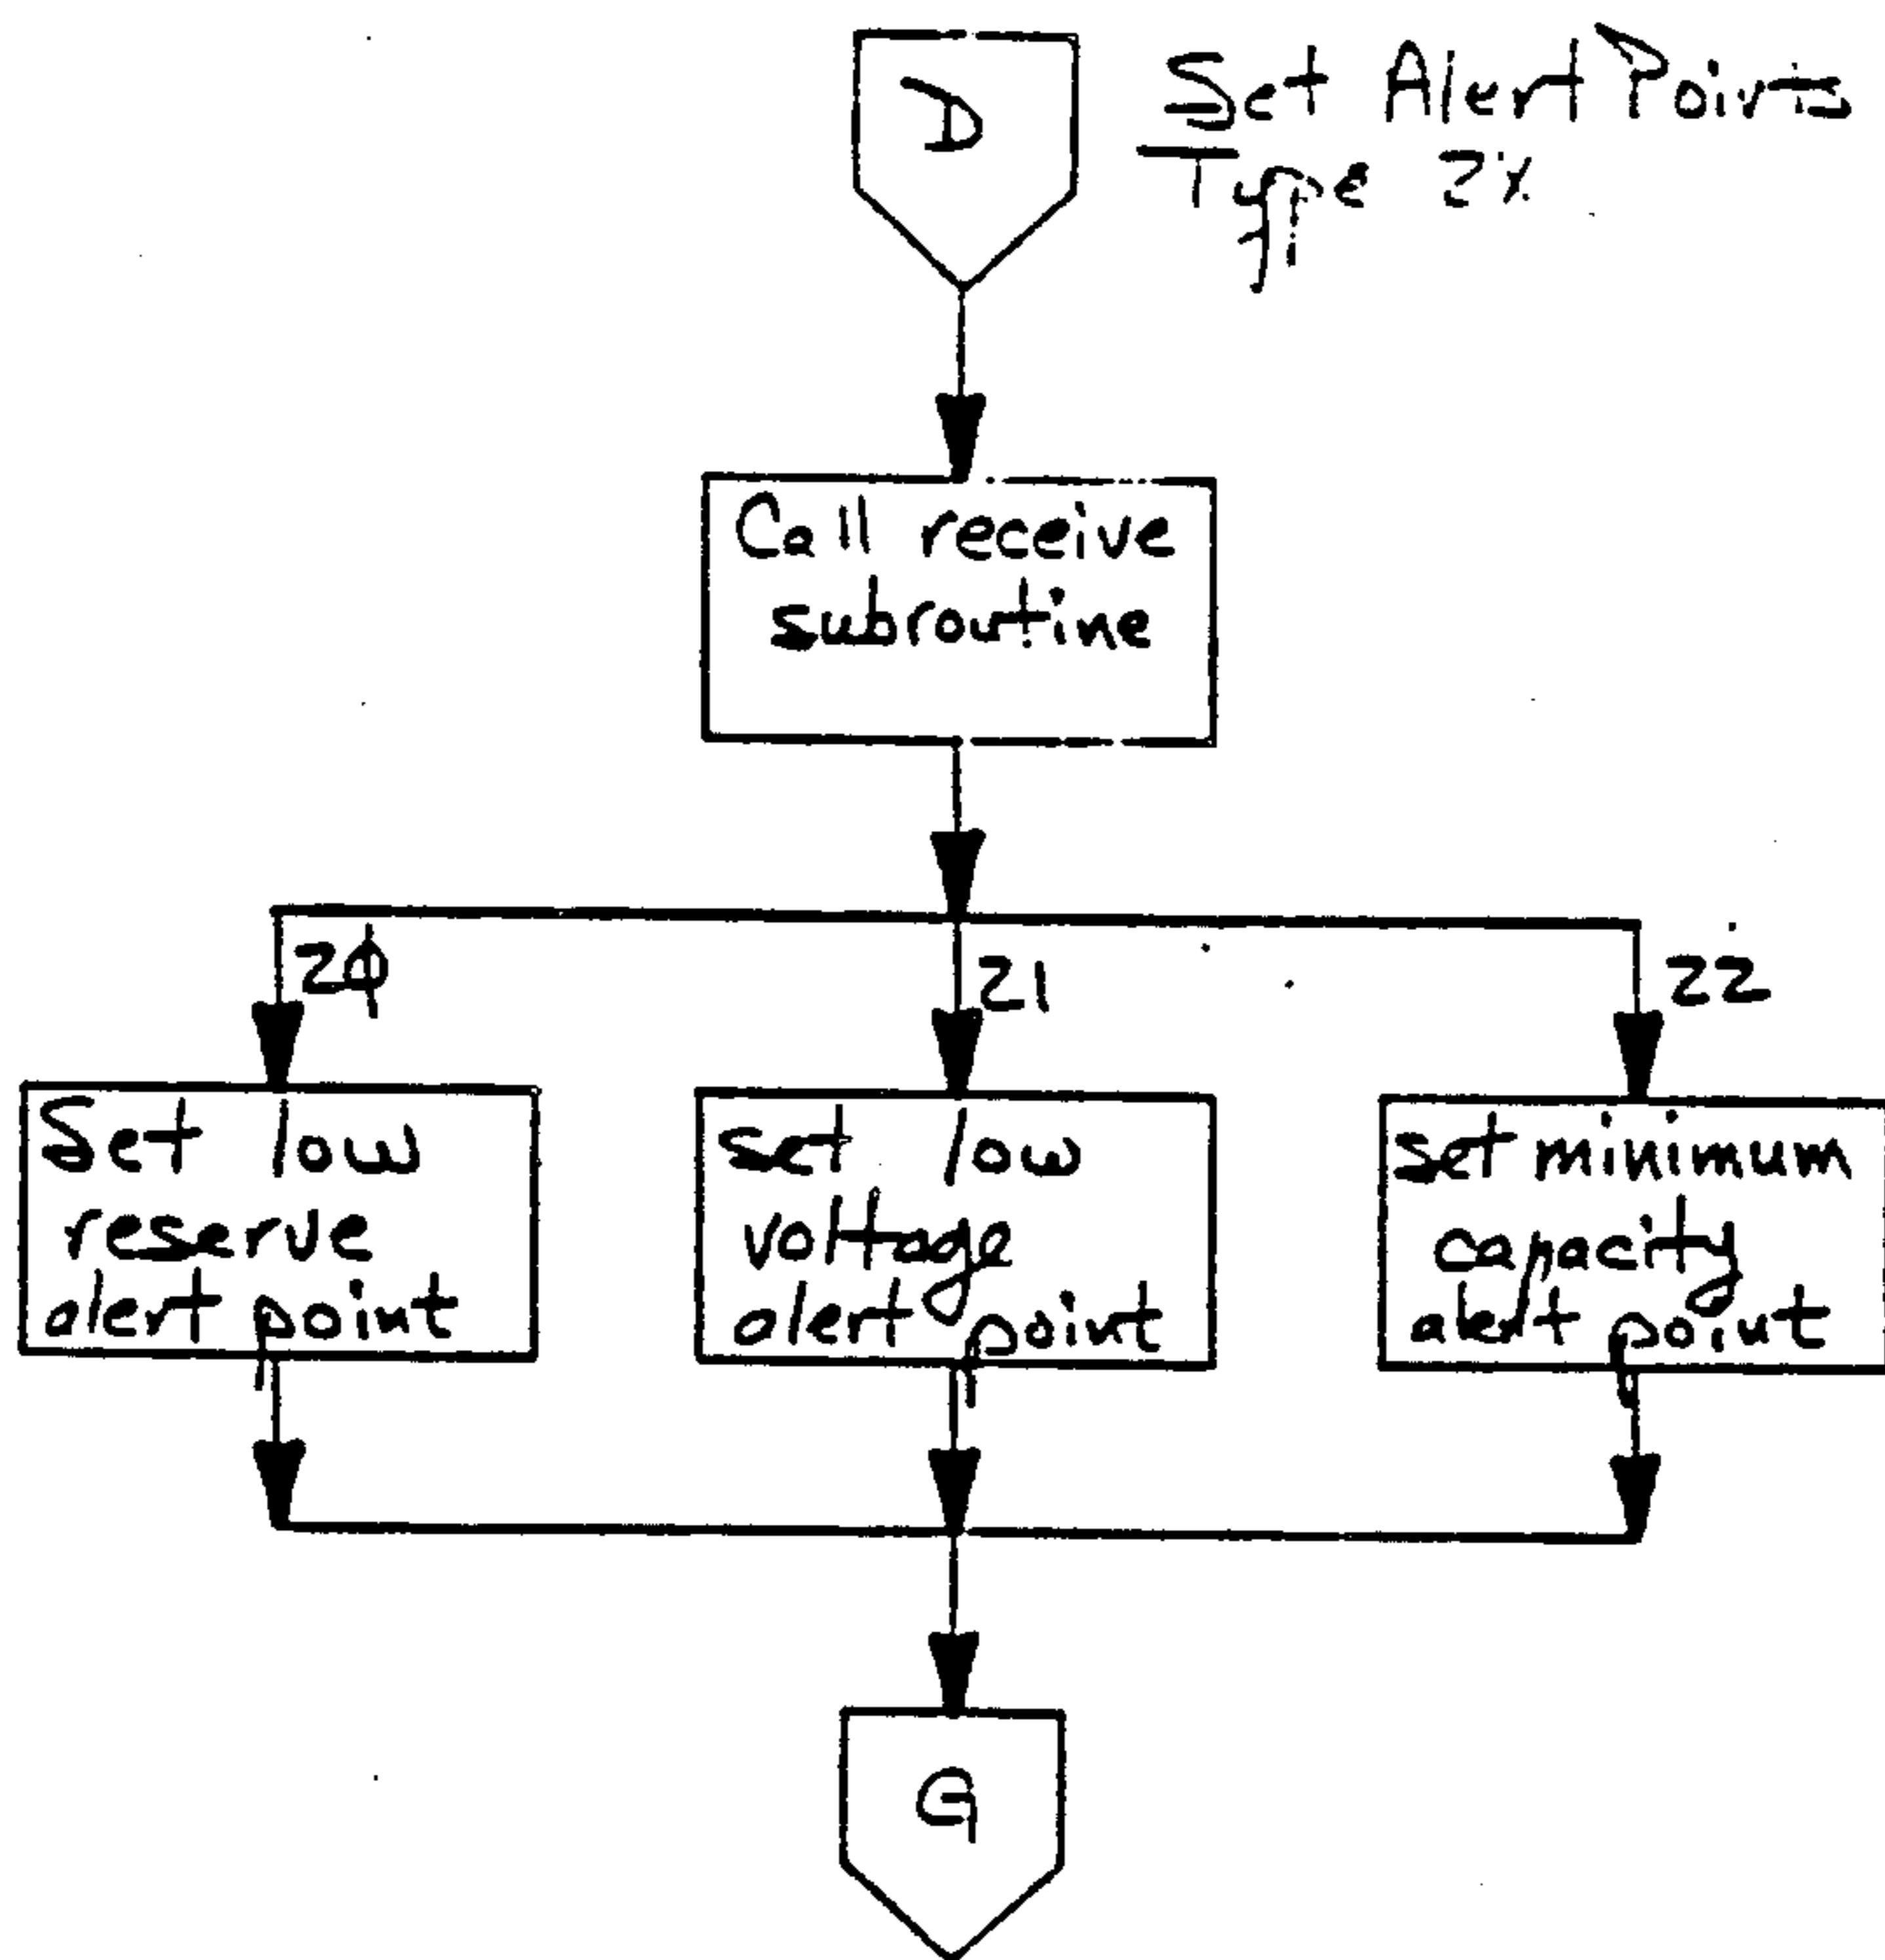 D
Set Alert Points
Type 2X
Call receive
subroutine
20
21
22
Set low
reserve
alert point
set low
voltage
alert point
set minimum
capacity
alert point
G